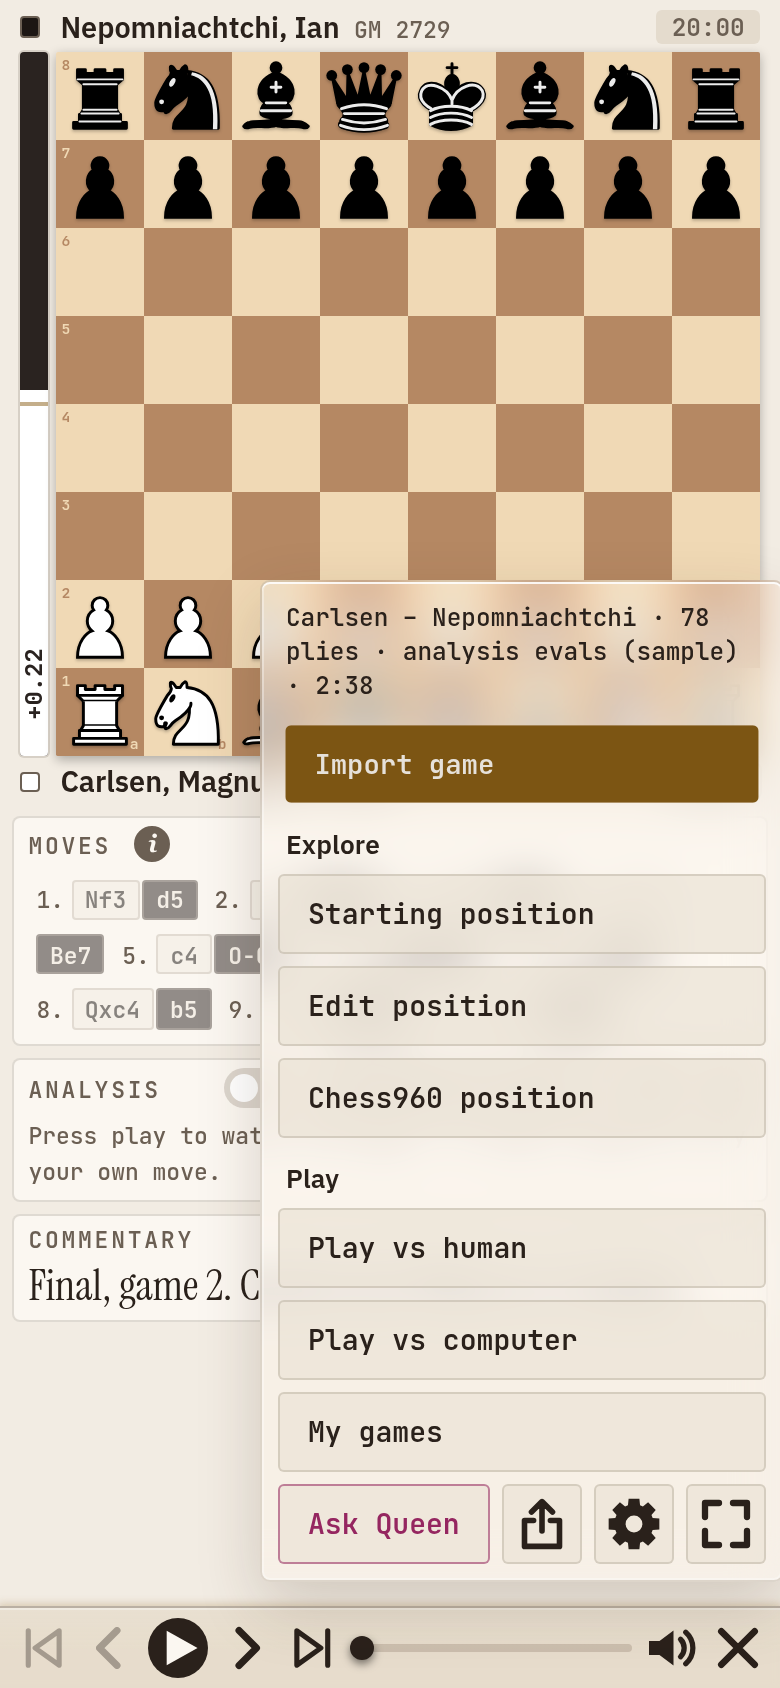 Nepomniachtchi, Ian GM 2729 20:00
8
7
6
5
4
3
2
1
a
b
+0.22
Carlsen – Nepomniachtchi · 78
plies · analysis evals (sample)
· 2:38
Import game
Explore
Starting position
Edit position
Chess960 position
Play
Play vs human
Play vs computer
My games
Ask Queen
Carlsen, Magnu
MOVES i
1. Nf3 d5 2.
Be7 5. c4 O-
8. Qxc4 b5 9.
ANALYSIS
Press play to wat
your own move.
COMMENTARY
Final, game 2. C